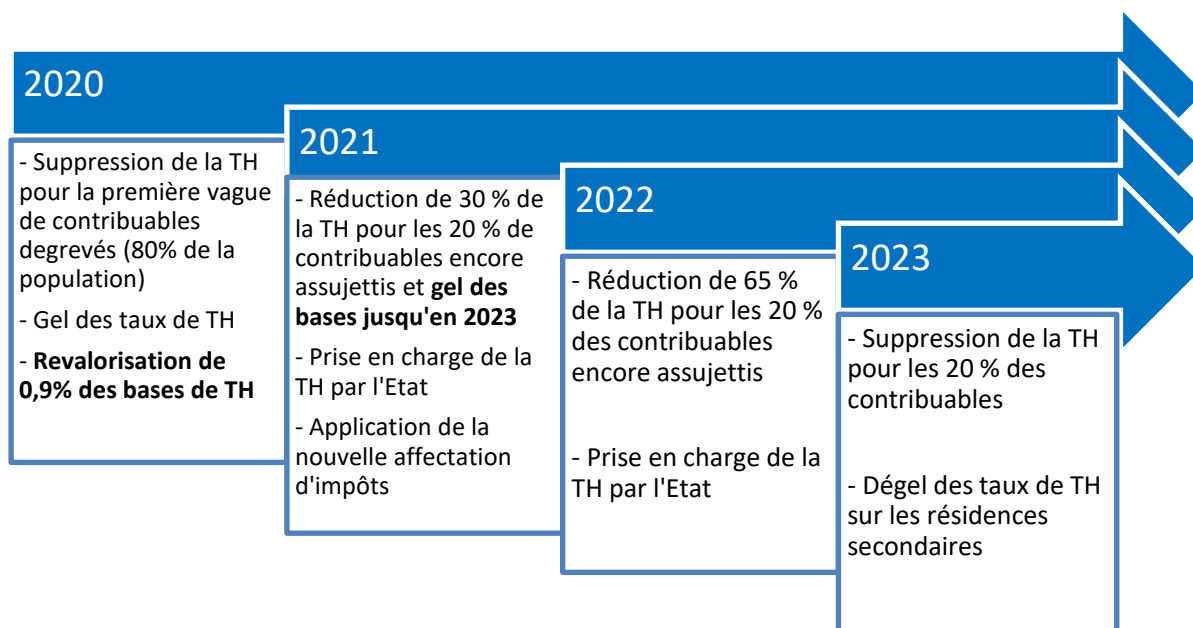 2020
- Suppression de la TH
pour la première vague
de contribuables
degrevés (80% de la
population)
- Gel des taux de TH
- Revalorisation de
0,9% des bases de TH
2021
- Réduction de 30 % de
la TH pour les 20 % de
contribuables encore
assujettis et gel des
bases jusqu'en 2023
- Prise en charge de la
TH par l'Etat
- Application de la
nouvelle affectation
d'impôts
2022
- Réduction de 65 %
de la TH pour les 20 %
des contribuables
encore assujettis
- Prise en charge de la
TH par l'Etat
2023
- Suppression de la TH
pour les 20 % des
contribuables
- Dégel des taux de TH
sur les résidences
secondaires